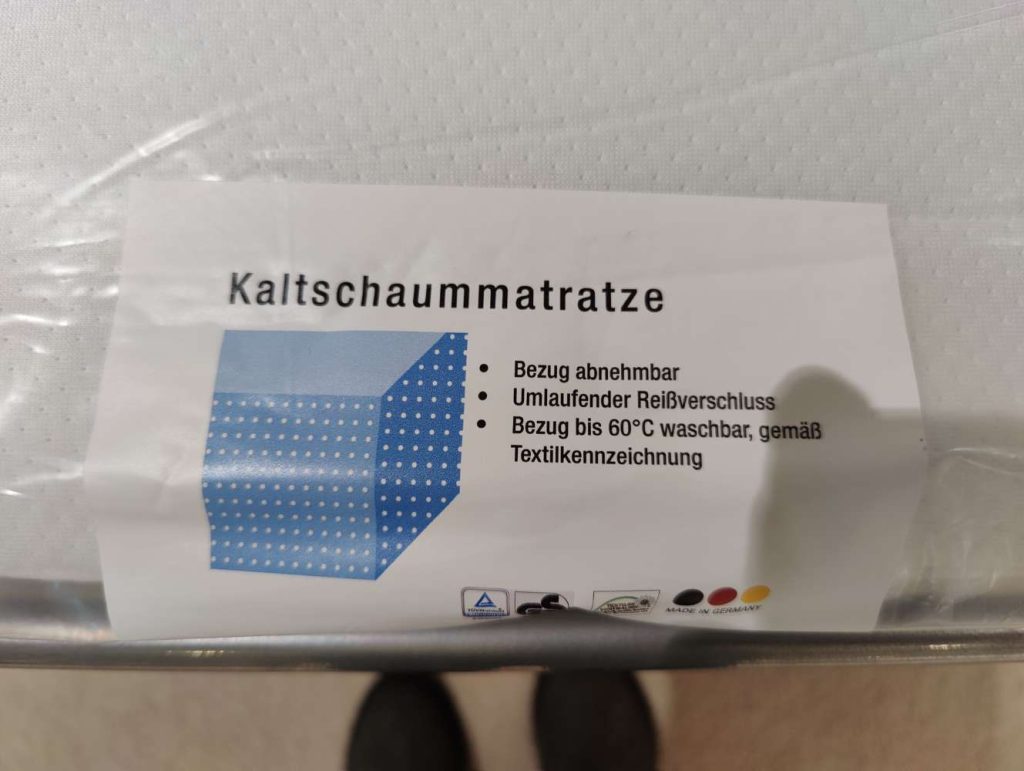 Kaltschaummatratze
• Bezug abnehmbar
• Umlaufender Reißverschluss
• Bezug bis 60°C waschbar, gemäß
Textilkennzeichnung
MADE IN GERMANY